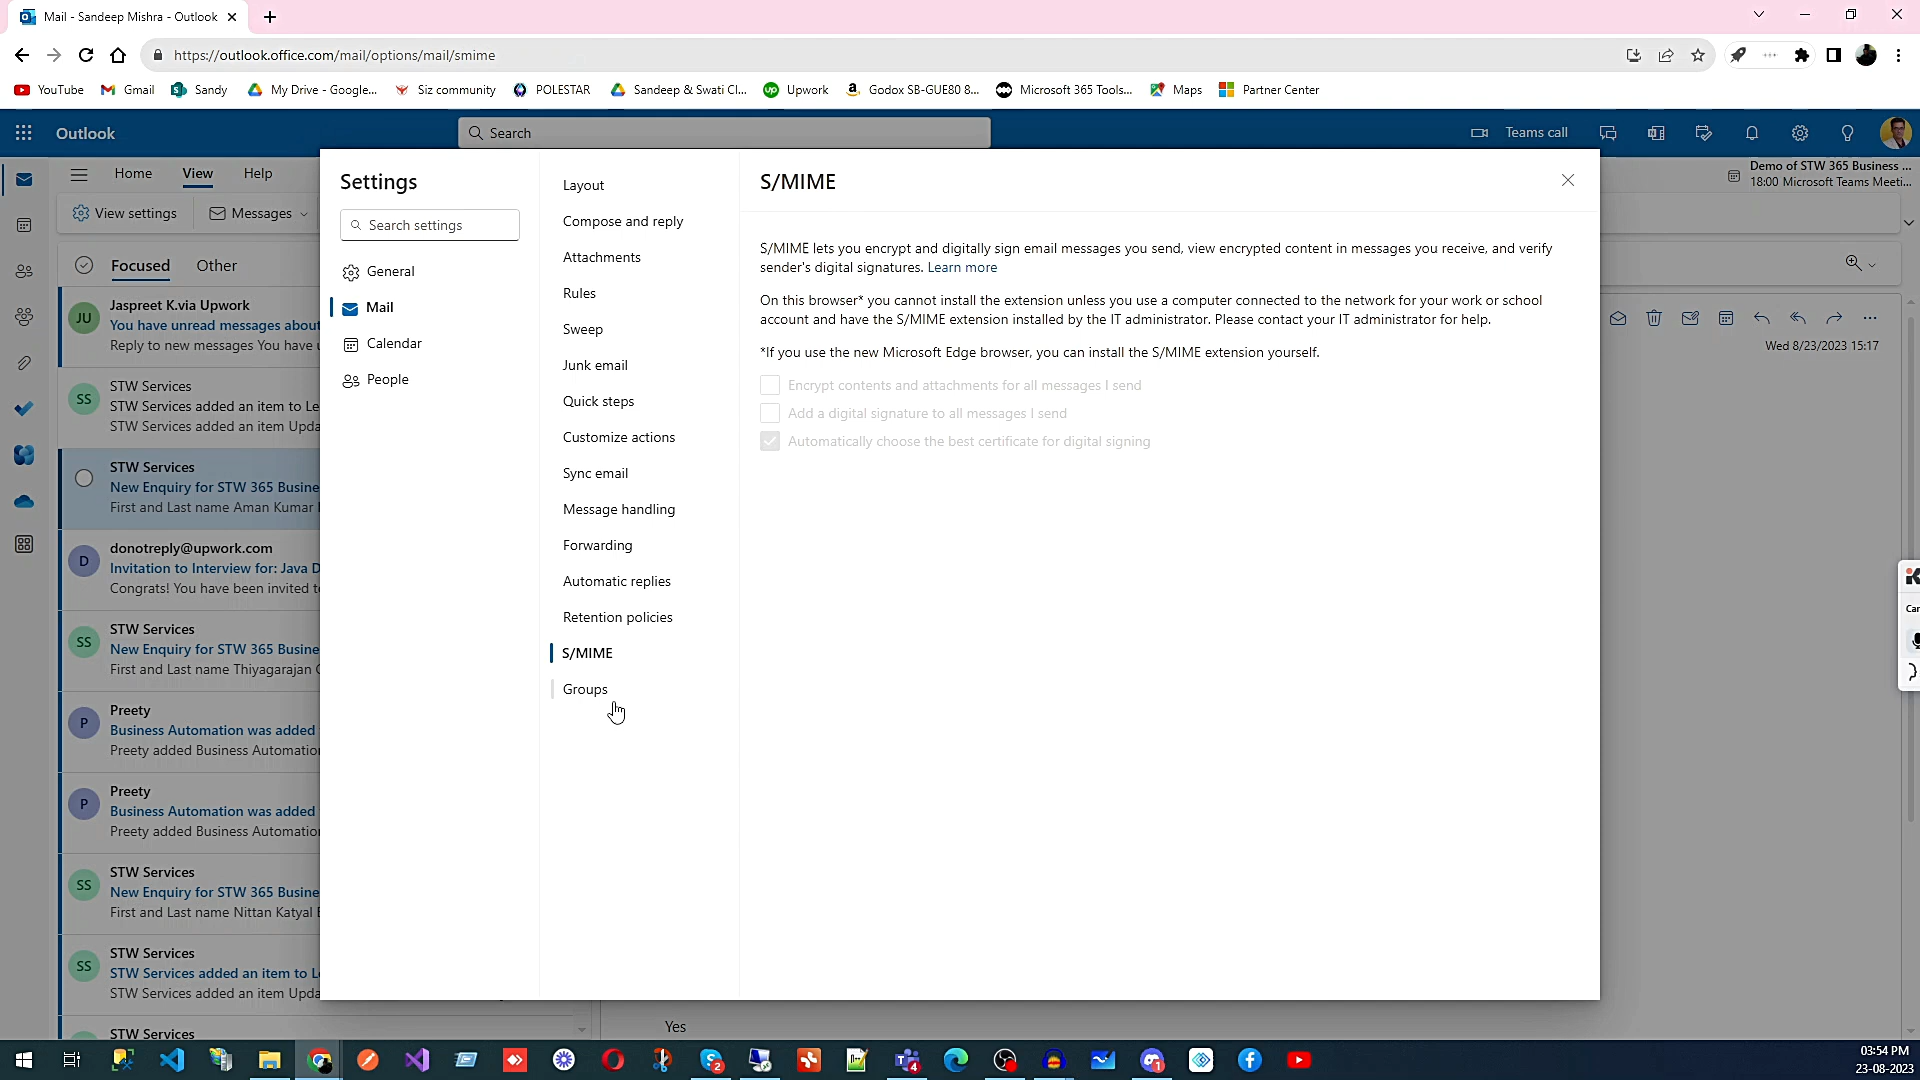 Mail - Sandeep Mishra - Outlook
https://outlook.office.com/mail/options/mail/smime
YouTube
Gmail
Sandy
My Drive - Google...
Siz community
POLESTAR
Sandeep & Swati Cl...
Upwork
Godox SB-GUE80 8...
Microsoft 365 Tools...
Maps
Partner Center
Outlook
Search
Teams call
Home
View
Help
Demo of STW 365 Business ...
18:00 Microsoft Teams Meeti...
View settings
Messages
Focused
Other
JU
Jaspreet K.via Upwork
You have unread messages about
Reply to new messages You have u
SS
STW Services
STW Services added an item to Le
STW Services added an item Upda
STW Services
New Enquiry for STW 365 Busine
First and Last name Aman Kumar
D
donotreply@upwork.com
Invitation to Interview for: Java D
Congrats! You have been invited to
SS
STW Services
New Enquiry for STW 365 Busine
First and Last name Thiyagarajan
P
Preety
Business Automation was added
Preety added Business Automation
P
Preety
Business Automation was added
Preety added Business Automation
SS
STW Services
New Enquiry for STW 365 Busine
First and Last name Nittan Katyal
SS
STW Services
STW Services added an item to Le
STW Services added an item Upda
STW Services
Settings
Search settings
General
Mail
Calendar
People
Layout
Compose and reply
Attachments
Rules
Sweep
Junk email
Quick steps
Customize actions
Sync email
Message handling
Forwarding
Automatic replies
Retention policies
S/MIME
Groups
S/MIME
S/MIME lets you encrypt and digitally sign email messages you send, view encrypted content in messages you receive, and verify
sender's digital signatures. Learn more
On this browser* you cannot install the extension unless you use a computer connected to the network for your work or school
account and have the S/MIME extension installed by the IT administrator. Please contact your IT administrator for help.
*If you use the new Microsoft Edge browser, you can install the S/MIME extension yourself.
Encrypt contents and attachments for all messages I send
Add a digital signature to all messages I send
Automatically choose the best certificate for digital signing
Wed 8/23/2023 15:17
Yes
2
4
1
03:54 PM
23-08-2023